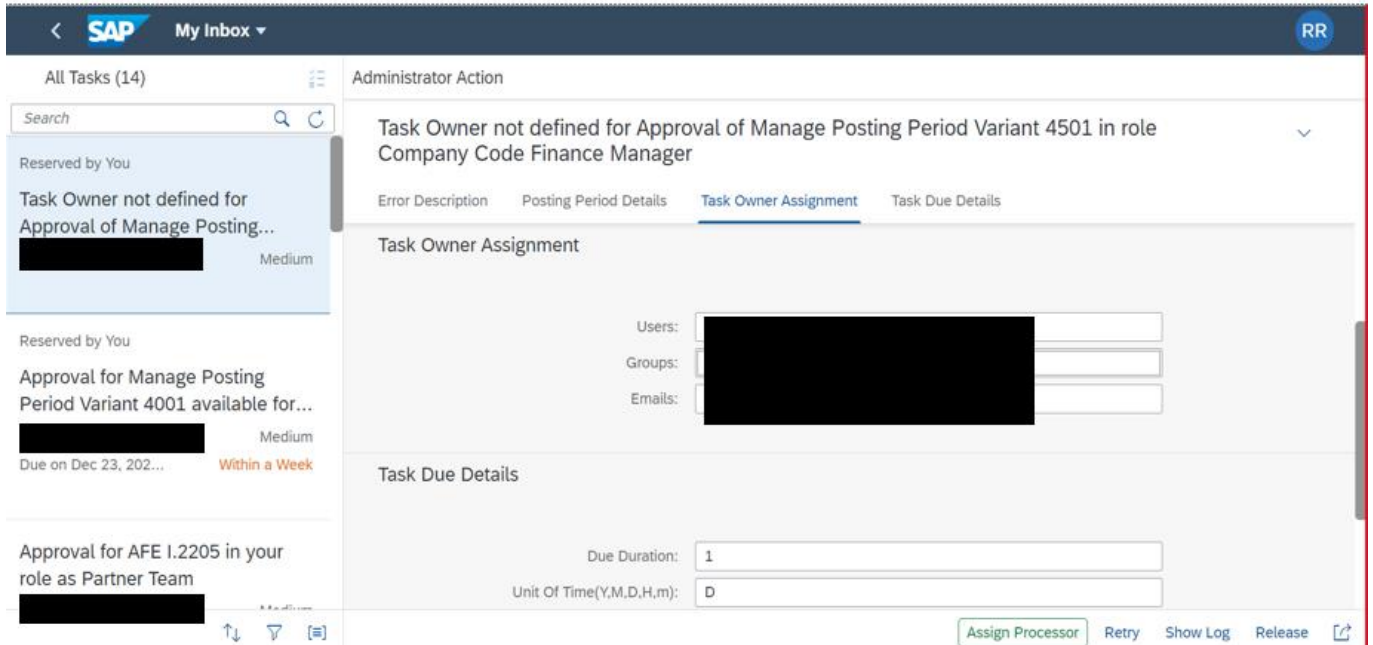 SAP My Inbox
RR
All Tasks (14)
Search
Reserved by You
Task Owner not defined for
Approval of Manage Posting...
Medium
Reserved by You
Approval for Manage Posting
Period Variant 4001 available for...
Medium
Due on Dec 23, 202... Within a Week
Approval for AFE I.2205 in your
role as Partner Team
Medium
Administrator Action
Task Owner not defined for Approval of Manage Posting Period Variant 4501 in role
Company Code Finance Manager
Error Description Posting Period Details Task Owner Assignment Task Due Details
Task Owner Assignment
Users:
Groups:
Emails:
Task Due Details
Due Duration: 1
Unit Of Time(Y,M,D,H,m): D
Assign Processor Retry Show Log Release